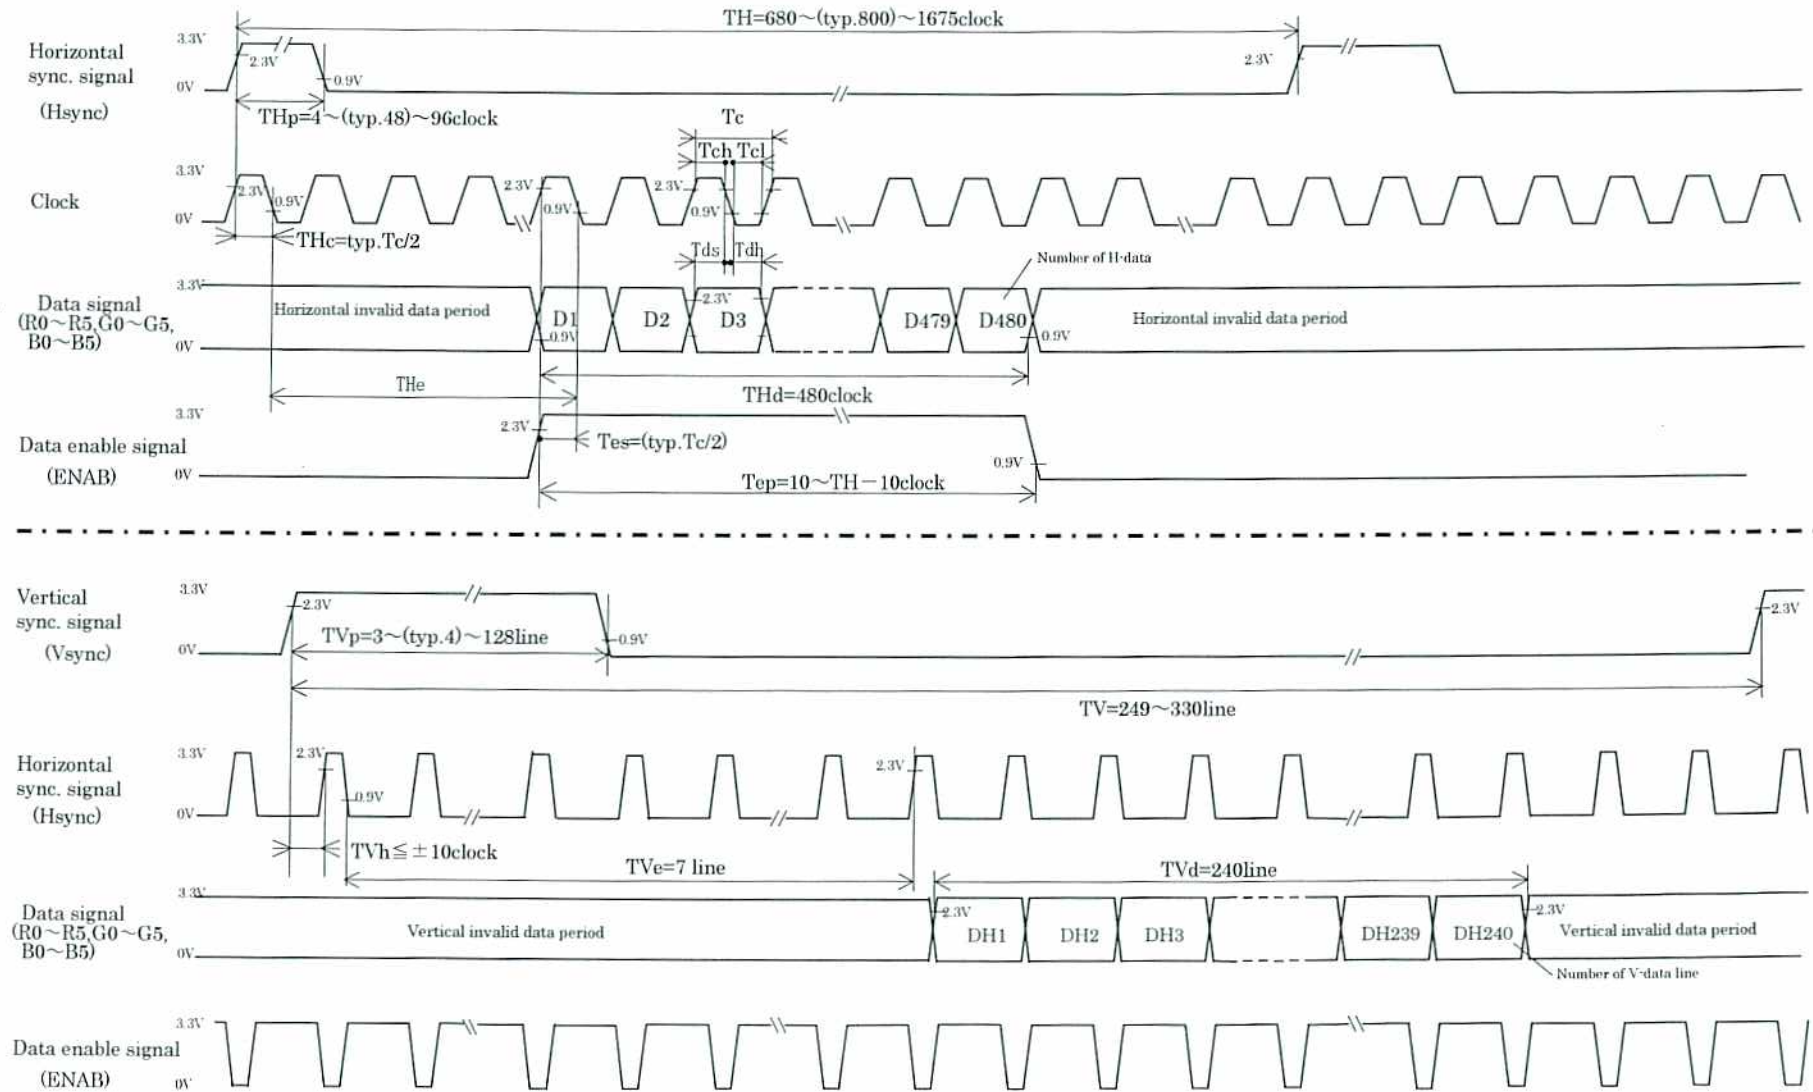 TH=680～(typ.800)～1675clock
3.3V
Horizontal
sync. signal
(Hsync)
2.3V
0.9V
2.3V
0V
THp=4～(typ.48)～96clock
Tc
Tch Tcl
3.3V
Clock
2.3V
0.9V
2.3V
0.9V
2.3V
0.9V
0V
THc=typ.Tc/2
Tds Tdh
Number of H-data
3.3V
Data signal
(R0～R5,G0～G5,
B0～B5)
Horizontal invalid data period
D1
D2
2.3V
D3
D479
D480
Horizontal invalid data period
0.9V
0.9V
0V
THe
THd=480clock
3.3V
Data enable signal
(ENAB)
2.3V
Tes=(typ.Tc/2)
0.9V
0V
Tep=10～TH－10clock
Vertical
sync. signal
(Vsync)
3.3V
2.3V
2.3V
TVp=3～(typ.4)～128line
0.9V
0V
TV=249～330line
Horizontal
sync. signal
(Hsync)
3.3V
2.3V
2.3V
0.9V
0V
TVh≦±10clock
TVe=7 line
TVd=240line
3.3V
Data signal
(R0～R5,G0～G5,
B0～B5)
Vertical invalid data period
2.3V
DH1
DH2
DH3
DH239
DH240
2.3V
Vertical invalid data period
0V
Number of V-data line
3.3V
Data enable signal
(ENAB)
0V